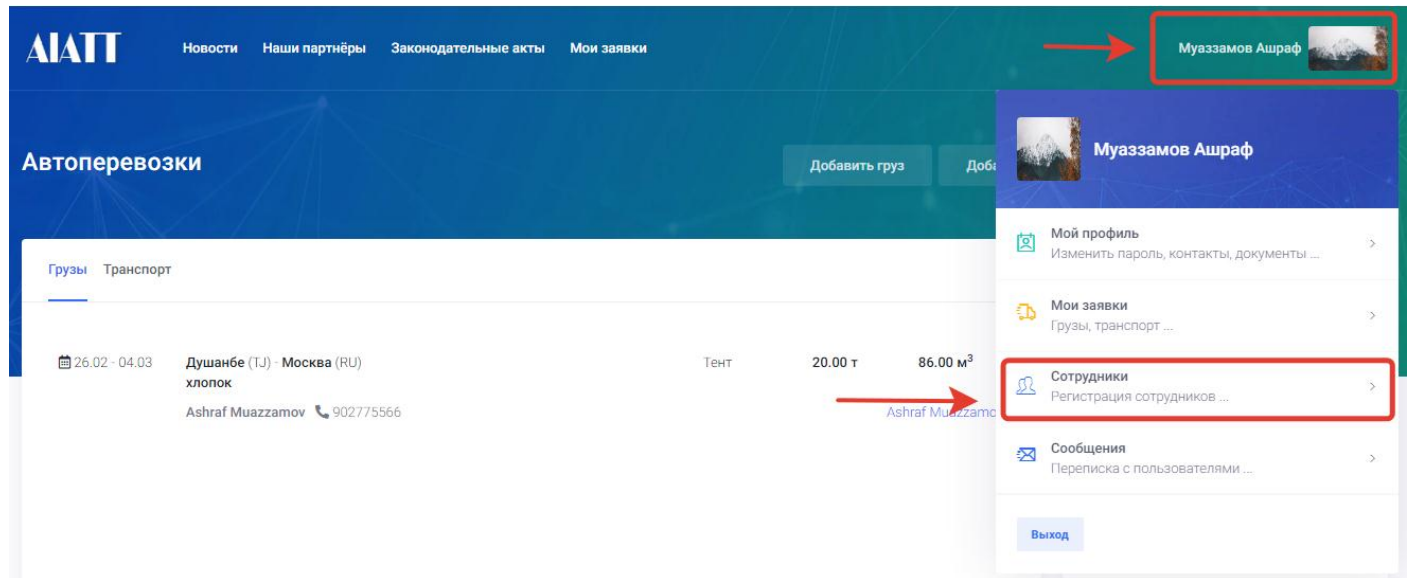 AIATT Новости Наши партнёры Законодательные акты Мои заявки Муаззамов Ашраф
Муаззамов Ашраф
Автоперевозки Добавить груз
Мой профиль
Изменить пароль, контакты, документы ...
Грузы Транспорт
Мои заявки
Грузы, транспорт ...
26.02 - 04.03 Душанбе (TJ) - Москва (RU) Тент 20.00 т 86.00 м³
хлопок
Сотрудники
Регистрация сотрудников ...
Ashraf Muazzamov 902775566 Ashraf Muazzamo
Сообщения
Переписка с пользователями ...
Выход